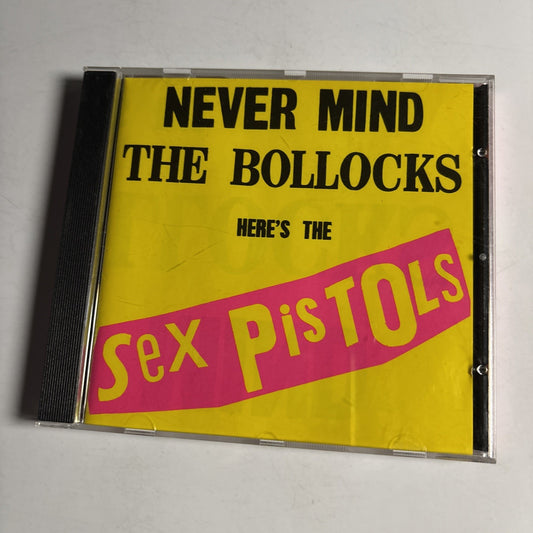 NEVER MIND
THE BOLLOCKS
HERE'S THE
Sex PisTOLs